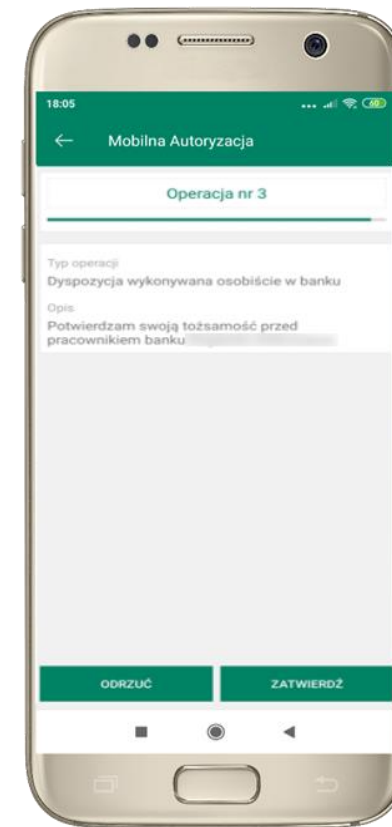 18:05
60
Mobilna Autoryzacja
Operacja nr 3
Typ operacji
Dyspozycja wykonywana osobiście w banku
Opis
Potwierdzam swoją tożsamość przed
pracownikiem banku
ODRZUĆ
ZATWIERDŹ